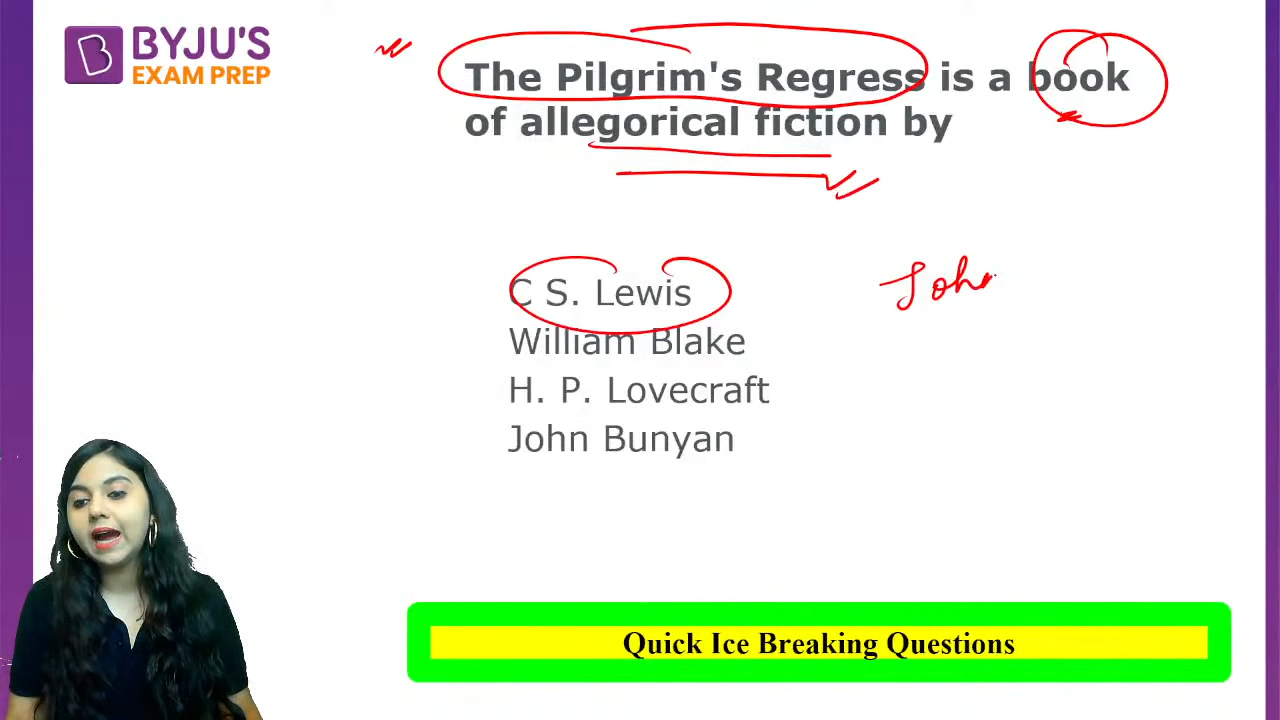 BYJU'S
EXAM PREP
The Pilgrim's Regress is a book
of allegorical fiction by
C S. Lewis
Joh
William Blake
H. P. Lovecraft
John Bunyan
Quick Ice Breaking Questions